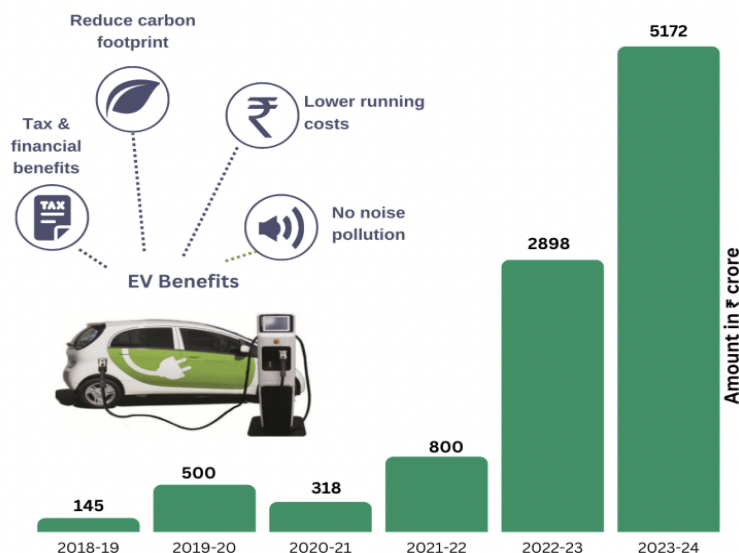 Reduce carbon
footprint
Lower running
costs
Tax &
financial
benefits
TAX
No noise
pollution
EV Benefits
5172
2898
800
500
318
145
Amount in ₹ crore
2018-19
2019-20
2020-21
2021-22
2022-23
2023-24